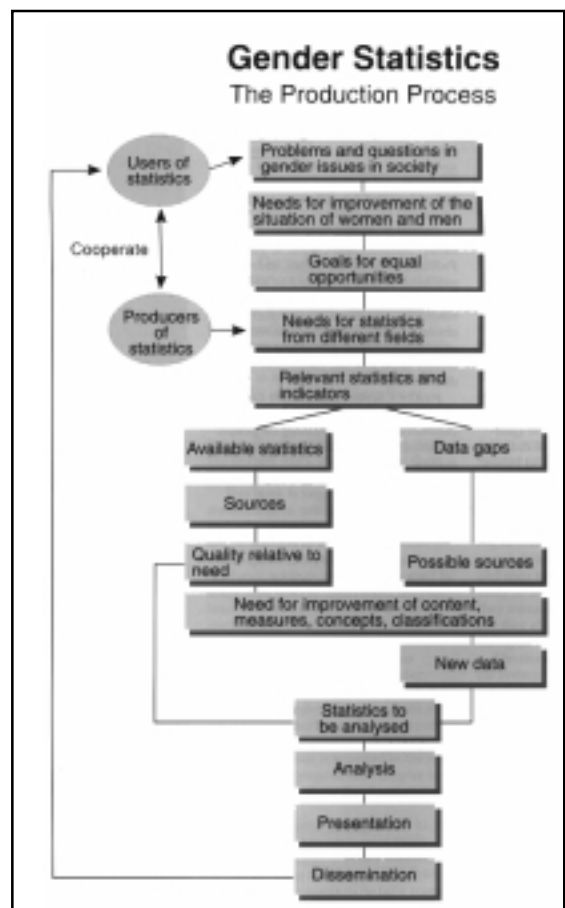 Gender Statistics
The Production Process
Users of
statistics
Problems and questions in
gender issues in society
Needs for improvement of the
situation of women and men
Cooperate
Goals for equal
opportunities
Producers
of
statistics
Needs for statistics
from different fields
Relevant statistics and
indicators
Available statistics
Data gaps
Sources
Quality relative to
need
Possible sources
Need for improvement of content,
measures, concepts, classifications
New data
Statistics to
be analysed
Analysis
Presentation
Dissemination